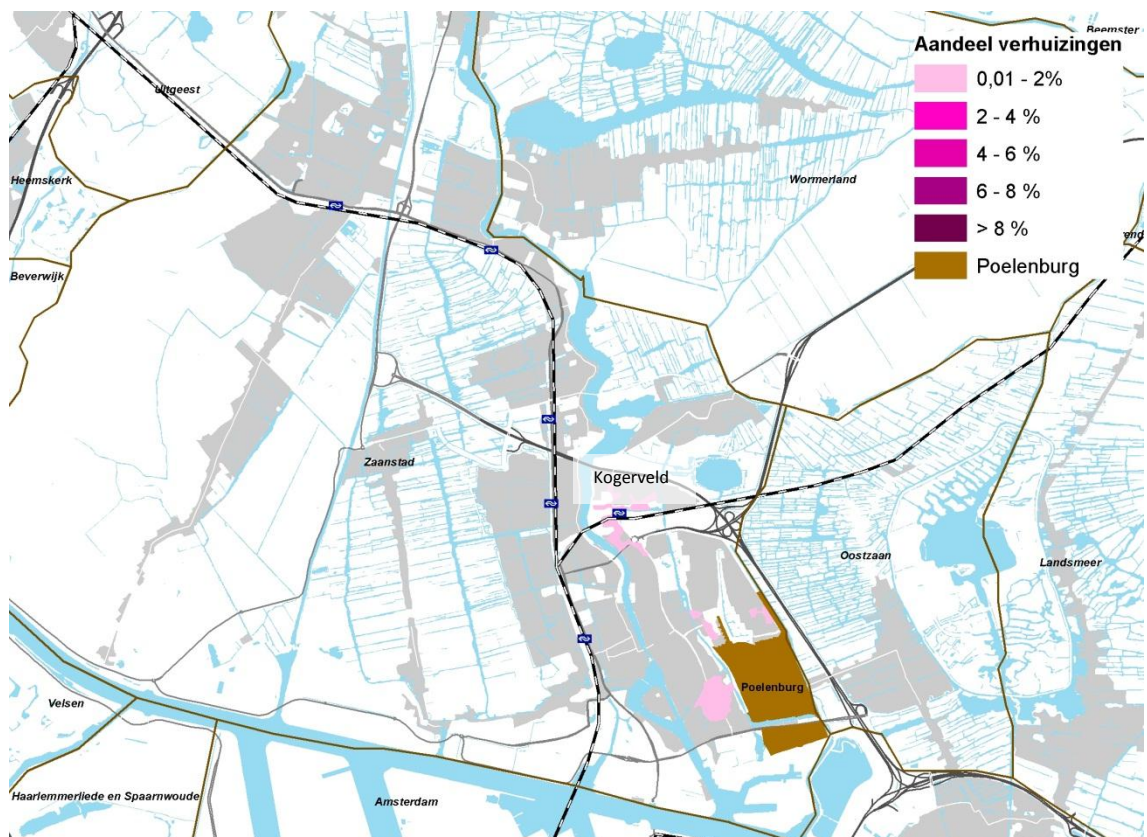 Beemster
Aandeel verhuizingen
0,01 - 2%
2 - 4 %
4 - 6 %
6 - 8 %
> 8 %
Poelenburg
Uitgeest
Heemskerk
Wormerland
Beverwijk
Zaanstad
Kogerveld
Oostzaan
Landsmeer
Poelenburg
Velsen
Haarlemmerliede en Spaarnwoude
Amsterdam